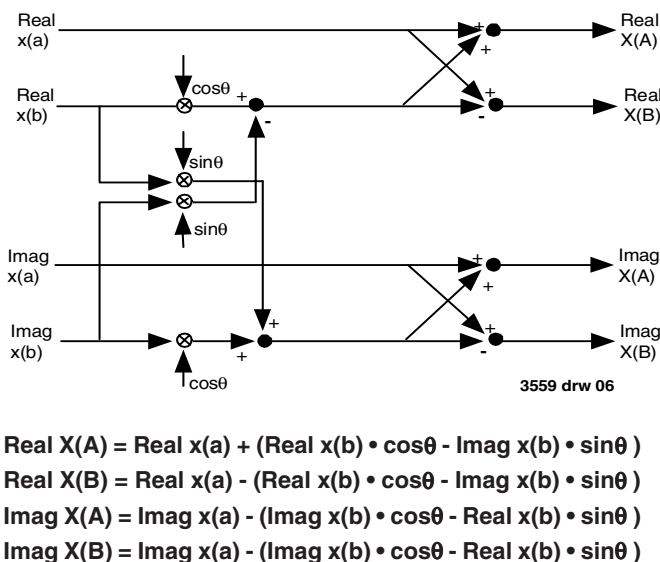 Real
x(a)
+
+
Real
X(A)
Real
x(b)
cosθ
+
-
+
-
Real
X(B)
sinθ
sinθ
Imag
x(a)
+
+
Imag
X(A)
Imag
x(b)
+
+
cosθ
+
-
Imag
X(B)
3559 drw 06
Real X(A) = Real x(a) + (Real x(b) • cosθ - Imag x(b) • sinθ )
Real X(B) = Real x(a) - (Real x(b) • cosθ - Imag x(b) • sinθ )
Imag X(A) = Imag x(a) - (Imag x(b) • cosθ - Real x(b) • sinθ )
Imag X(B) = Imag x(a) - (Imag x(b) • cosθ - Real x(b) • sinθ )